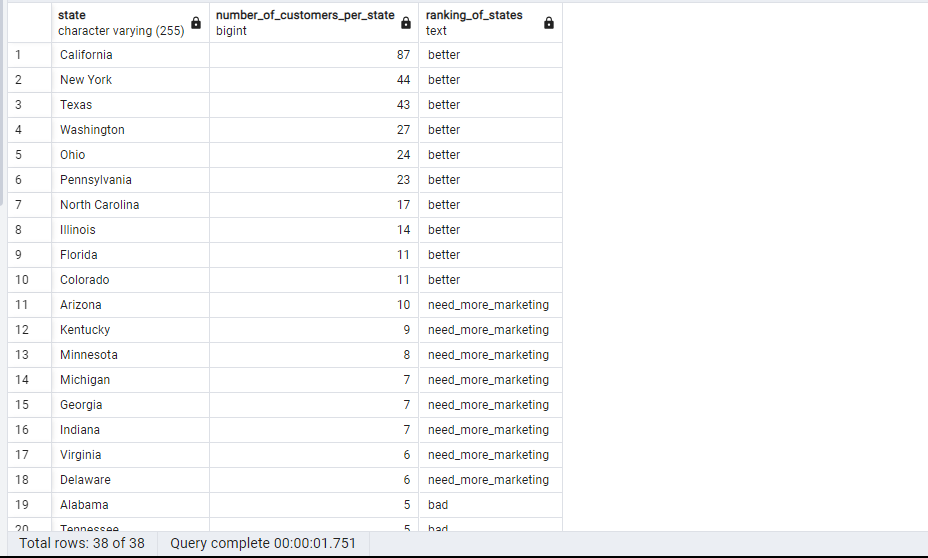 state number_of_customers_per_state ranking_of_states
character varying (255) bigint text
1 California 87 better
2 New York 44 better
3 Texas 43 better
4 Washington 27 better
5 Ohio 24 better
6 Pennsylvania 23 better
7 North Carolina 17 better
8 Illinois 14 better
9 Florida 11 better
10 Colorado 11 better
11 Arizona 10 need_more_marketing
12 Kentucky 9 need_more_marketing
13 Minnesota 8 need_more_marketing
14 Michigan 7 need_more_marketing
15 Georgia 7 need_more_marketing
16 Indiana 7 need_more_marketing
17 Virginia 6 need_more_marketing
18 Delaware 6 need_more_marketing
19 Alabama 5 bad
20 Tennessee 5 bad
Total rows: 38 of 38 Query complete 00:00:01.751